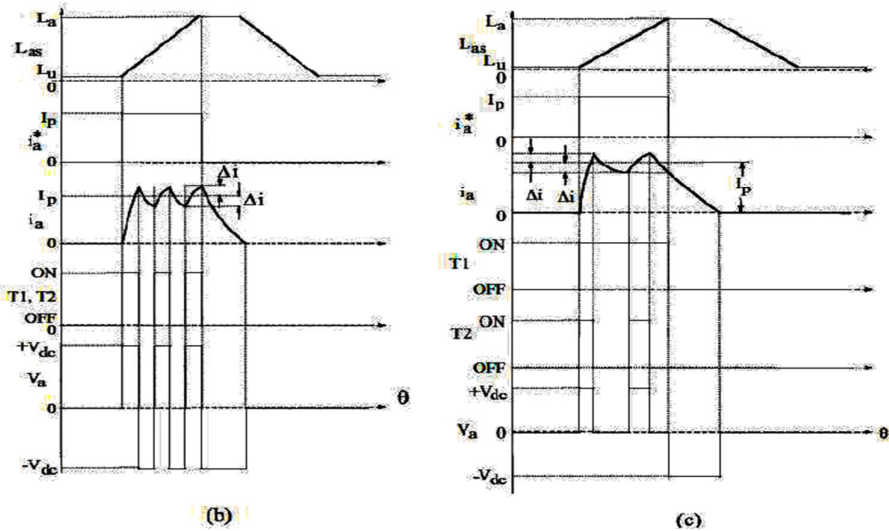 La
Las
Lu
0
Ip
ia*
0
Δi
Ip
Δi
ia
0
ON
T1, T2
OFF
0
+Vdc
Va
θ
0
-Vdc
(b)
La
Las
Lu
0
Ip
ia*
0
ia
Δi
Δi
Ip
0
ON
T1
OFF
ON
T2
OFF
+Vdc
Va
0
θ
-Vdc
(c)